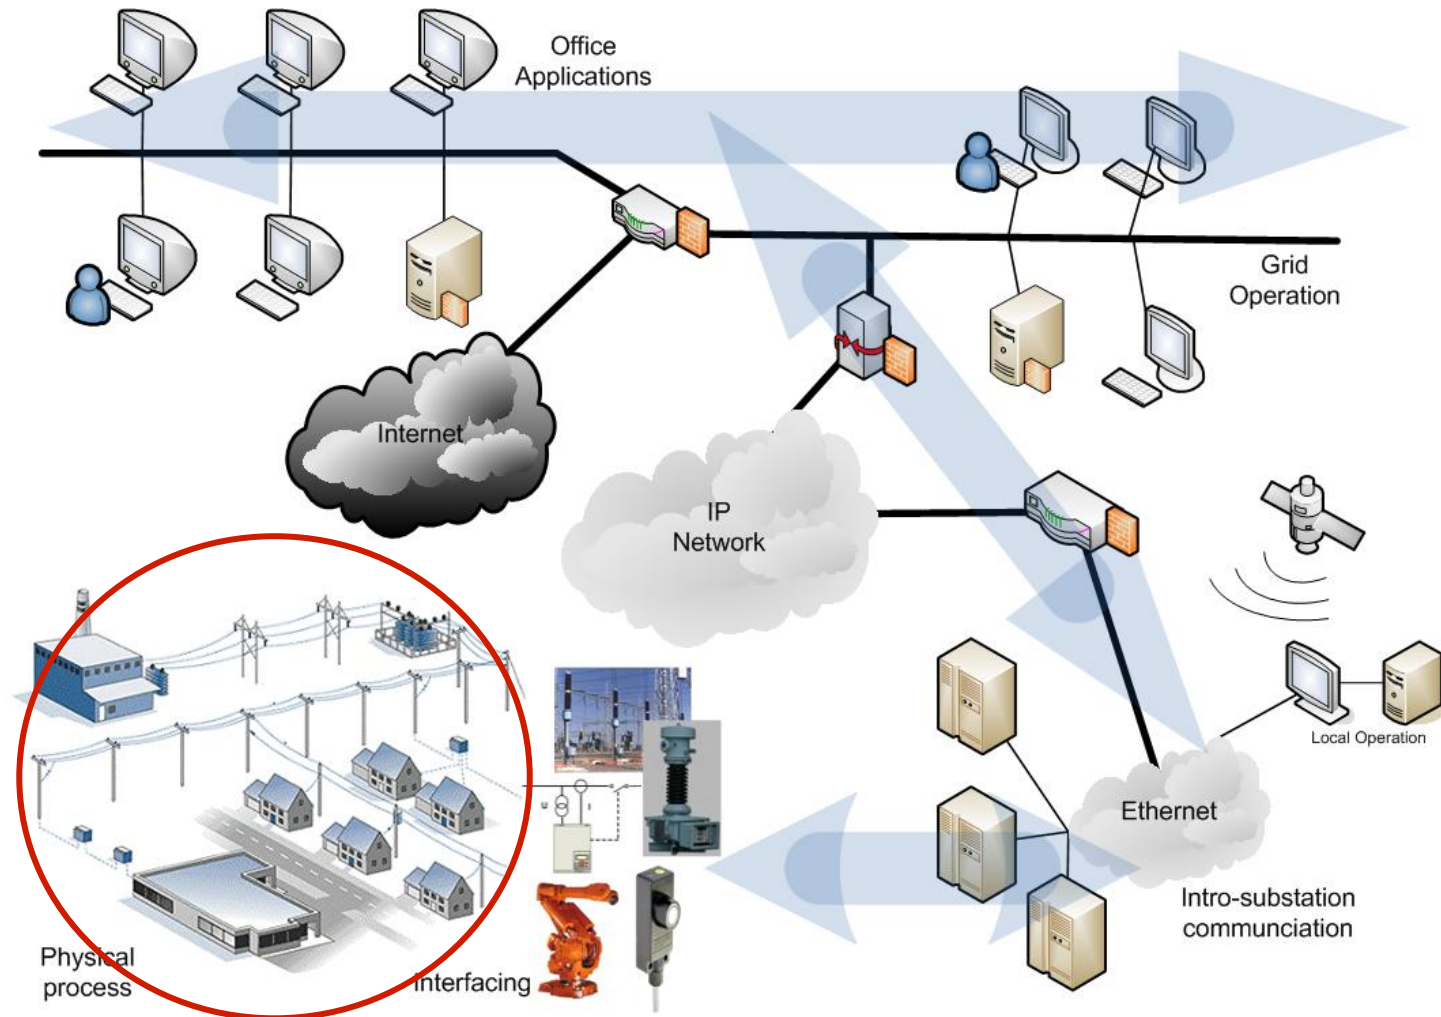 Office
Applications
Grid
Operation
Internet
IP
Network
Local Operation
Ethernet
Intro-substation
communciation
Physical
process
Interfacing